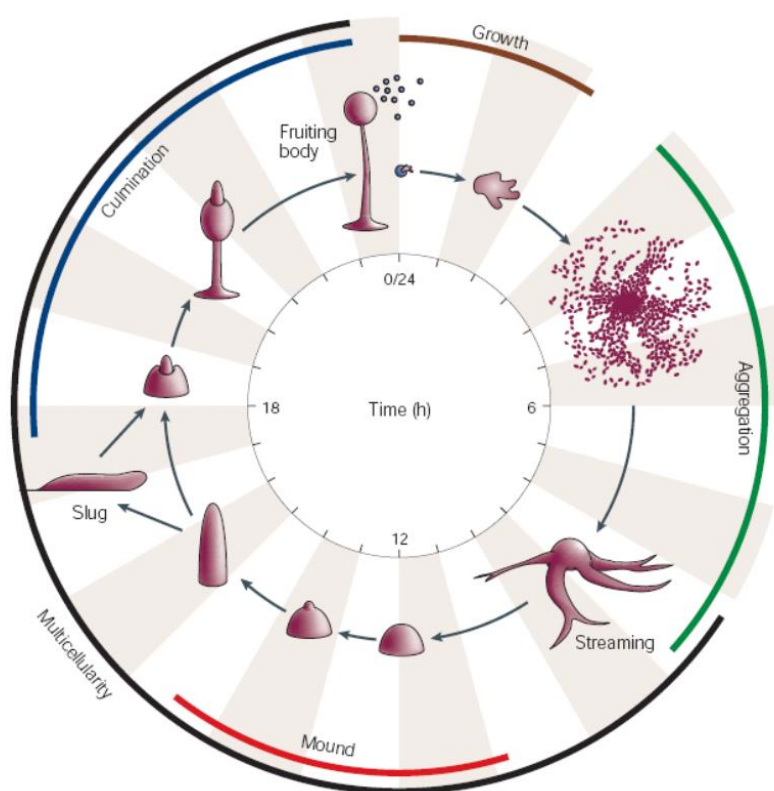 Growth
Fruiting
body
Culmination
0/24
Aggregation
18
Time (h)
6
Slug
12
Streaming
Multicellularity
Mound